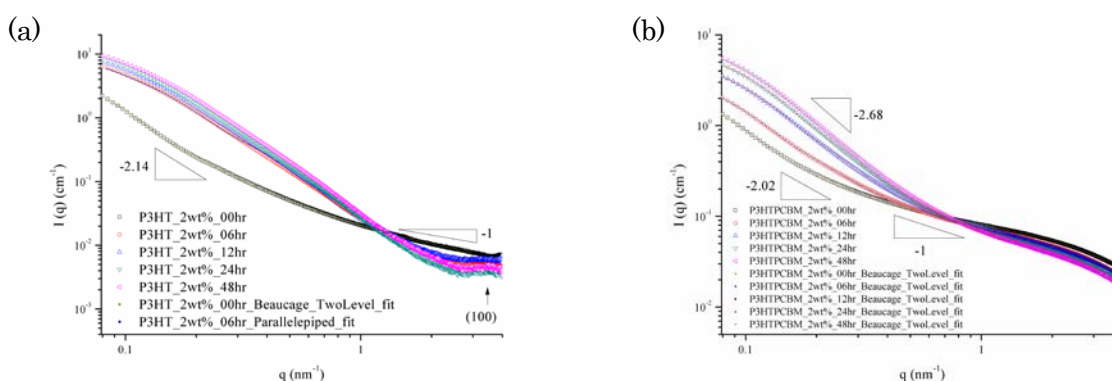 (a)
10¹
10⁰
10⁻¹
10⁻²
10⁻³
I (q) (cm⁻¹)
-2.14
-1
P3HT_2wt%_00hr
P3HT_2wt%_06hr
P3HT_2wt%_12hr
P3HT_2wt%_24hr
P3HT_2wt%_48hr
P3HT_2wt%_00hr_Beaucage_TwoLevel_fit
P3HT_2wt%_06hr_Parallelepiped_fit
(100)
0.1 1
q (nm⁻¹)
(b)
10¹
10⁰
10⁻¹
10⁻²
I (q) (cm⁻¹)
-2.68
-2.02
-1
P3HTPCBM_2wt%_00hr
P3HTPCBM_2wt%_06hr
P3HTPCBM_2wt%_12hr
P3HTPCBM_2wt%_24hr
P3HTPCBM_2wt%_48hr
P3HTPCBM_2wt%_00hr_Beaucage_TwoLevel_fit
P3HTPCBM_2wt%_06hr_Beaucage_TwoLevel_fit
P3HTPCBM_2wt%_12hr_Beaucage_TwoLevel_fit
P3HTPCBM_2wt%_24hr_Beaucage_TwoLevel_fit
P3HTPCBM_2wt%_48hr_Beaucage_TwoLevel_fit
0.1 1
q (nm⁻¹)